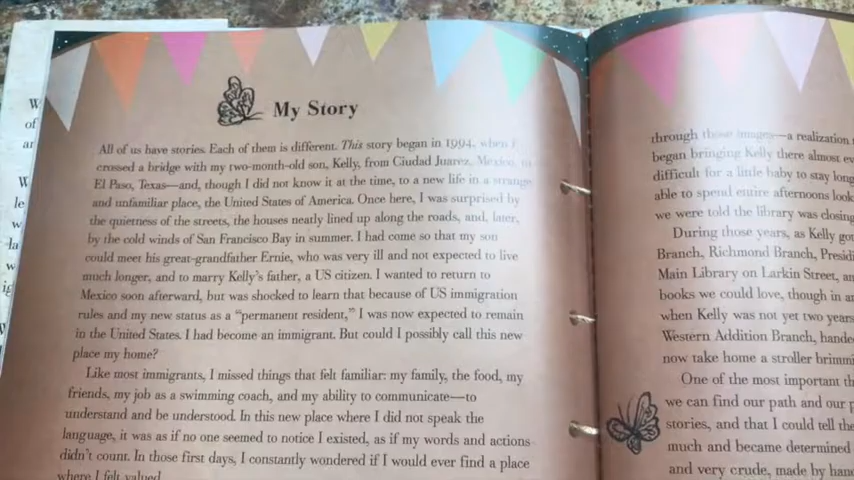 My Story
All of us have stories. Each of them is different. This story began in 1994, when I
crossed a bridge with my two-month-old son, Kelly, from Ciudad Juarez, Mexico, to
El Paso, Texas—and, though I did not know it at the time, to a new life in a strange
and unfamiliar place, the United States of America. Once here, I was surprised by
the quietness of the streets, the houses neatly lined up along the roads, and, later,
by the cold winds of San Francisco Bay in summer. I had come so that my son
could meet his great-grandfather Ernie, who was very ill and not expected to live
much longer, and to marry Kelly's father, a US citizen. I wanted to return to
Mexico soon afterward, but was shocked to learn that because of US immigration
rules and my new status as a “permanent resident,” I was now expected to remain
in the United States. I had become an immigrant. But could I possibly call this new
place my home?
Like most immigrants, I missed things that felt familiar: my family, the food, my
friends, my job as a swimming coach, and my ability to communicate—to
understand and be understood. In this new place where I did not speak the
language, it was as if no one seemed to notice I existed, as if my words and actions
didn't count. In those first days, I constantly wondered if I would ever find a place
where I felt valued.
through those images—a realization
began bringing Kelly there almost ev
difficult for a little baby to stay long
able to spend entire afternoons look
we were told the library was closing
During those years, as Kelly got
Branch, Richmond Branch, Presidi
Main Library on Larkin Street, a
books we could love, though in a
when Kelly was not yet two years
Western Addition Branch, han
now take home a stroller brimmi
One of the most important t
we can find our path and our p
stories, and that I could tell the
much and became determined
and very crude, made by hand